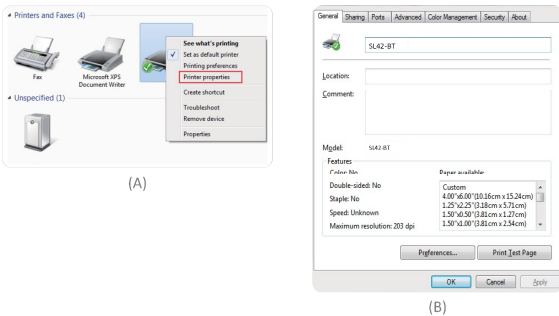 Printers and Faxes (4)
Fax
Microsoft XPS
Document Writer
See what's printing
Set as default printer
Printing preferences
Printer properties
Create shortcut
Troubleshoot
Remove device
Properties
Unspecified (1)
(A)
General Sharing Ports Advanced Color Management Security About
SL42-BT
Location:
Comment:
Model: SL42-BT
Features
Color: No
Paper available:
Double-sided: No
Staple: No
Speed: Unknown
Maximum resolution: 203 dpi
Custom
4.00"x6.00"(10.16cm x 15.24cm)
1.25"x2.25"(3.18cm x 5.71cm)
1.50"x0.50"(3.81cm x 1.27cm)
1.50"x1.00"(3.81cm x 2.54cm)
Preferences... Print Test Page
OK Cancel Apply
(B)